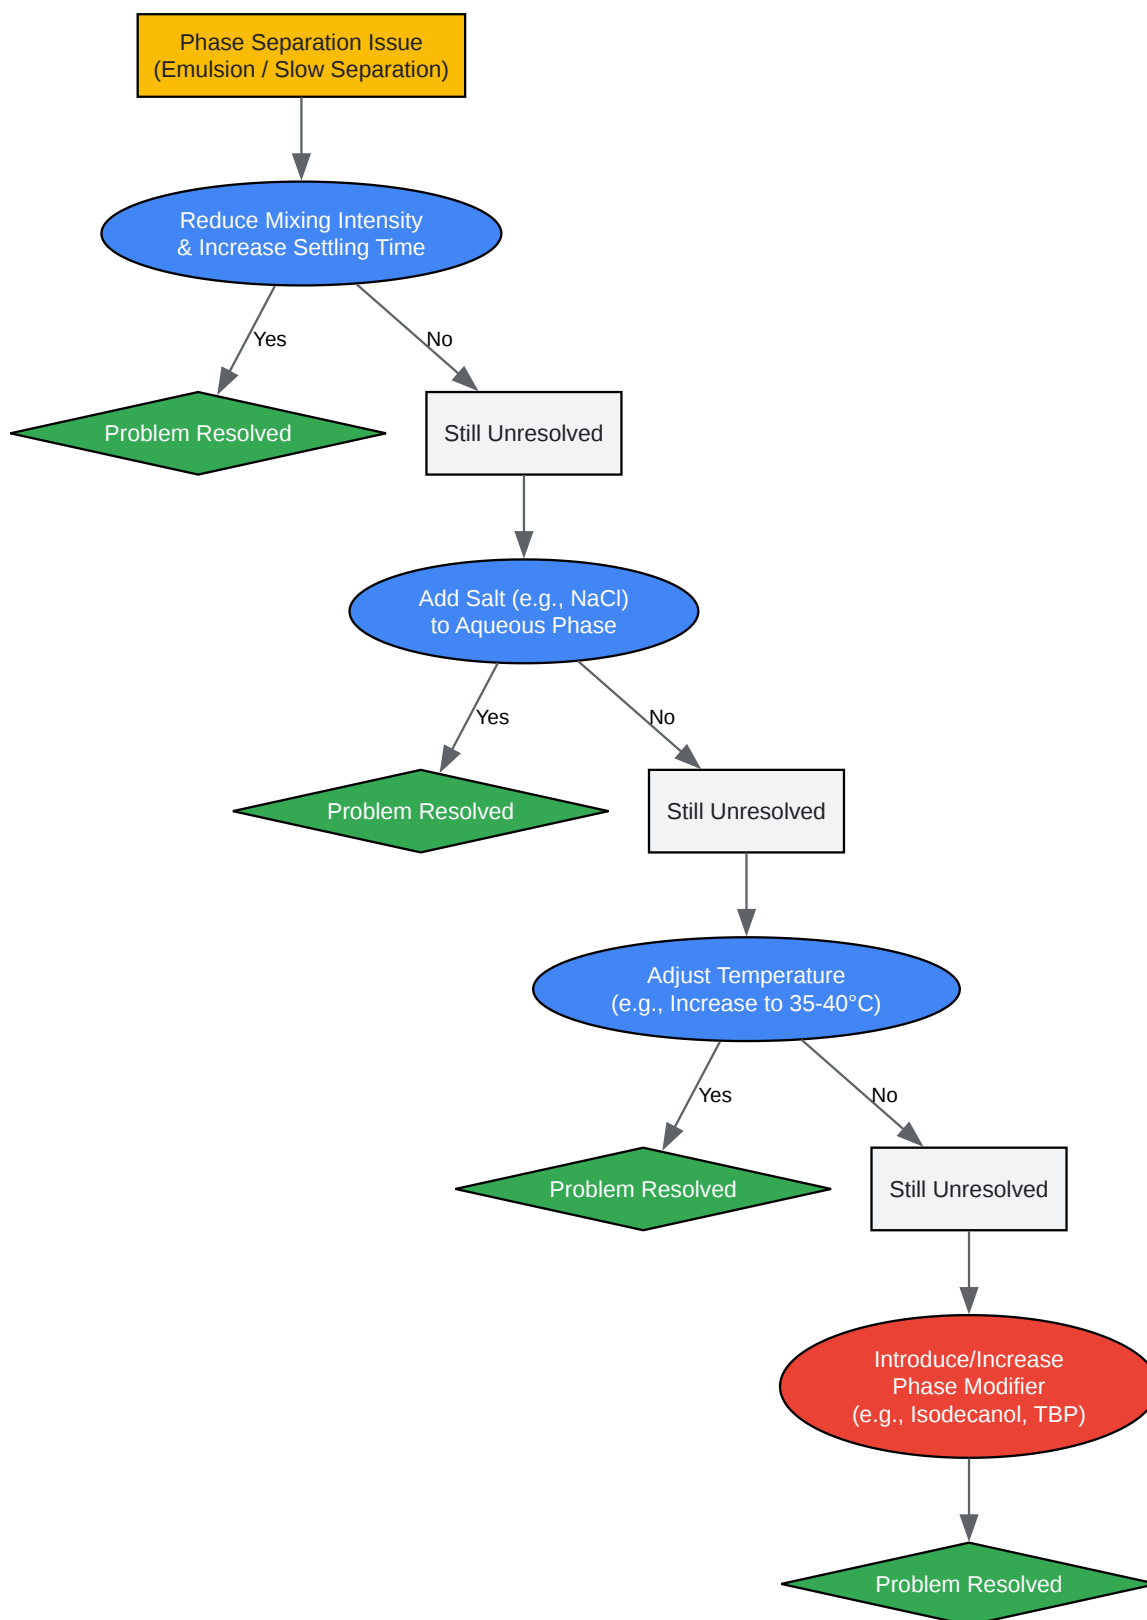 Phase Separation Issue
(Emulsion / Slow Separation)
Reduce Mixing Intensity
& Increase Settling Time
Yes
No
Problem Resolved
Still Unresolved
Add Salt (e.g., NaCl)
to Aqueous Phase
Yes
No
Problem Resolved
Still Unresolved
Adjust Temperature
(e.g., Increase to 35-40°C)
Yes
No
Problem Resolved
Still Unresolved
Introduce/Increase
Phase Modifier
(e.g., Isodecanol, TBP)
Problem Resolved